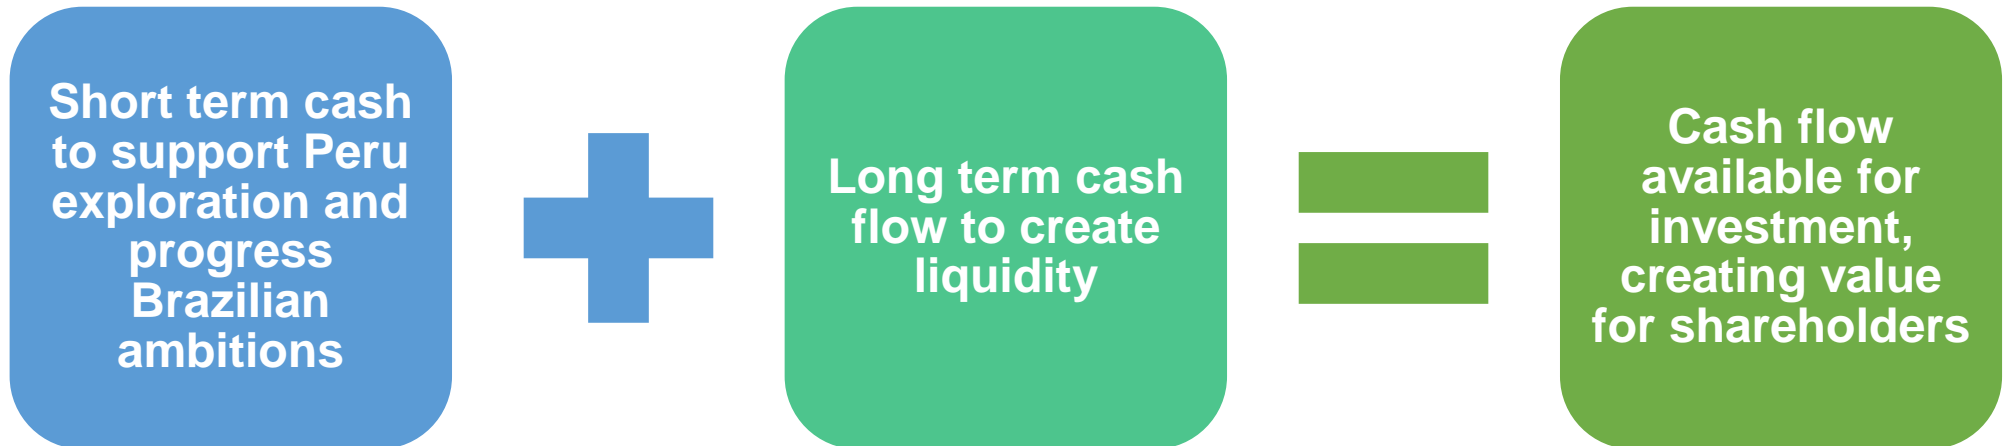 Short term cash
to support Peru
exploration and
progress
Brazilian
ambitions
Long term cash
flow to create
liquidity
Cash flow
available for
investment,
creating value
for shareholders